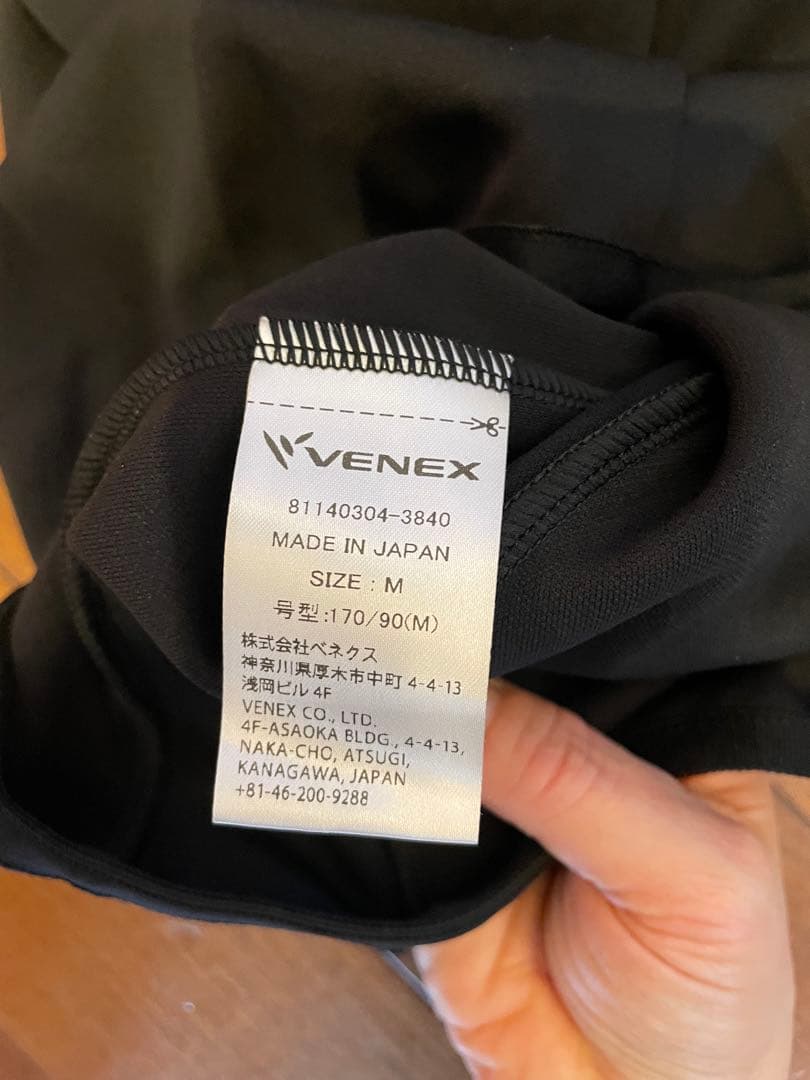 VENEX
81140304-3840
MADE IN JAPAN
SIZE : M
号型:170/90(M)
株式会社ベネクス
神奈川県厚木市中町 4-4-13
浅岡ビル 4F
VENEX CO., LTD.
4F-ASAOKA BLDG., 4-4-13,
NAKA-CHO, ATSUGI,
KANAGAWA, JAPAN
+81-46-200-9288